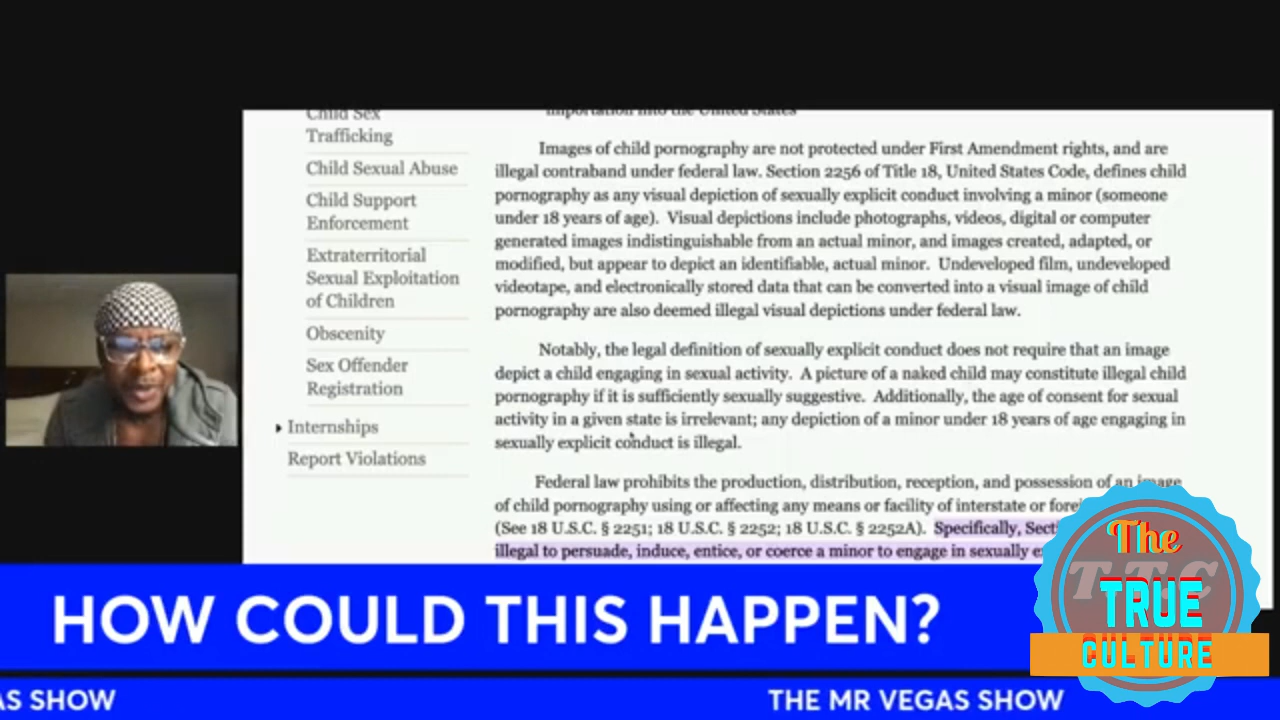 Child Sex
Trafficking
Child Sexual Abuse
Child Support
Enforcement
Extraterritorial
Sexual Exploitation
of Children
Obscenity
Sex Offender
Registration
Internships
Report Violations
importation into the United States
Images of child pornography are not protected under First Amendment rights, and are
illegal contraband under federal law. Section 2256 of Title 18, United States Code, defines child
pornography as any visual depiction of sexually explicit conduct involving a minor (someone
under 18 years of age). Visual depictions include photographs, videos, digital or computer
generated images indistinguishable from an actual minor, and images created, adapted, or
modified, but appear to depict an identifiable, actual minor. Undeveloped film, undeveloped
videotape, and electronically stored data that can be converted into a visual image of child
pornography are also deemed illegal visual depictions under federal law.
Notably, the legal definition of sexually explicit conduct does not require that an image
depict a child engaging in sexual activity. A picture of a naked child may constitute illegal child
pornography if it is sufficiently sexually suggestive. Additionally, the age of consent for sexual
activity in a given state is irrelevant; any depiction of a minor under 18 years of age engaging in
sexually explicit conduct is illegal.
Federal law prohibits the production, distribution, reception, and possession of an image
of child pornography using or affecting any means or facility of interstate or
(See 18 U.S.C. § 2251; 18 U.S.C. § 2252; 18 U.S.C. § 2252A). Specifically,
illegal to persuade, induce, entice, or coerce a minor to engage in sexually
HOW COULD THIS HAPPEN?
The
T.T.C
TRUE
CULTURE
AS SHOW
THE MR VEGAS SHOW